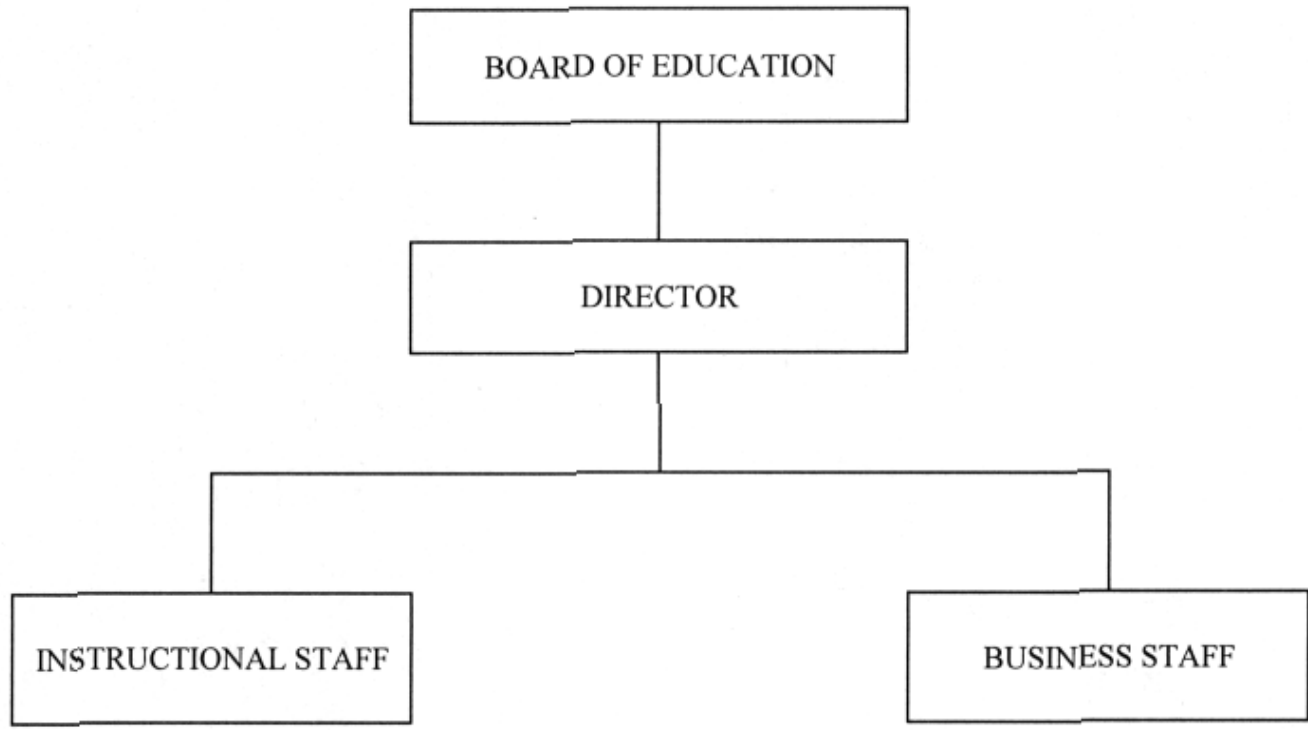 BOARD OF EDUCATION
DIRECTOR
INSTRUCTIONAL STAFF
BUSINESS STAFF